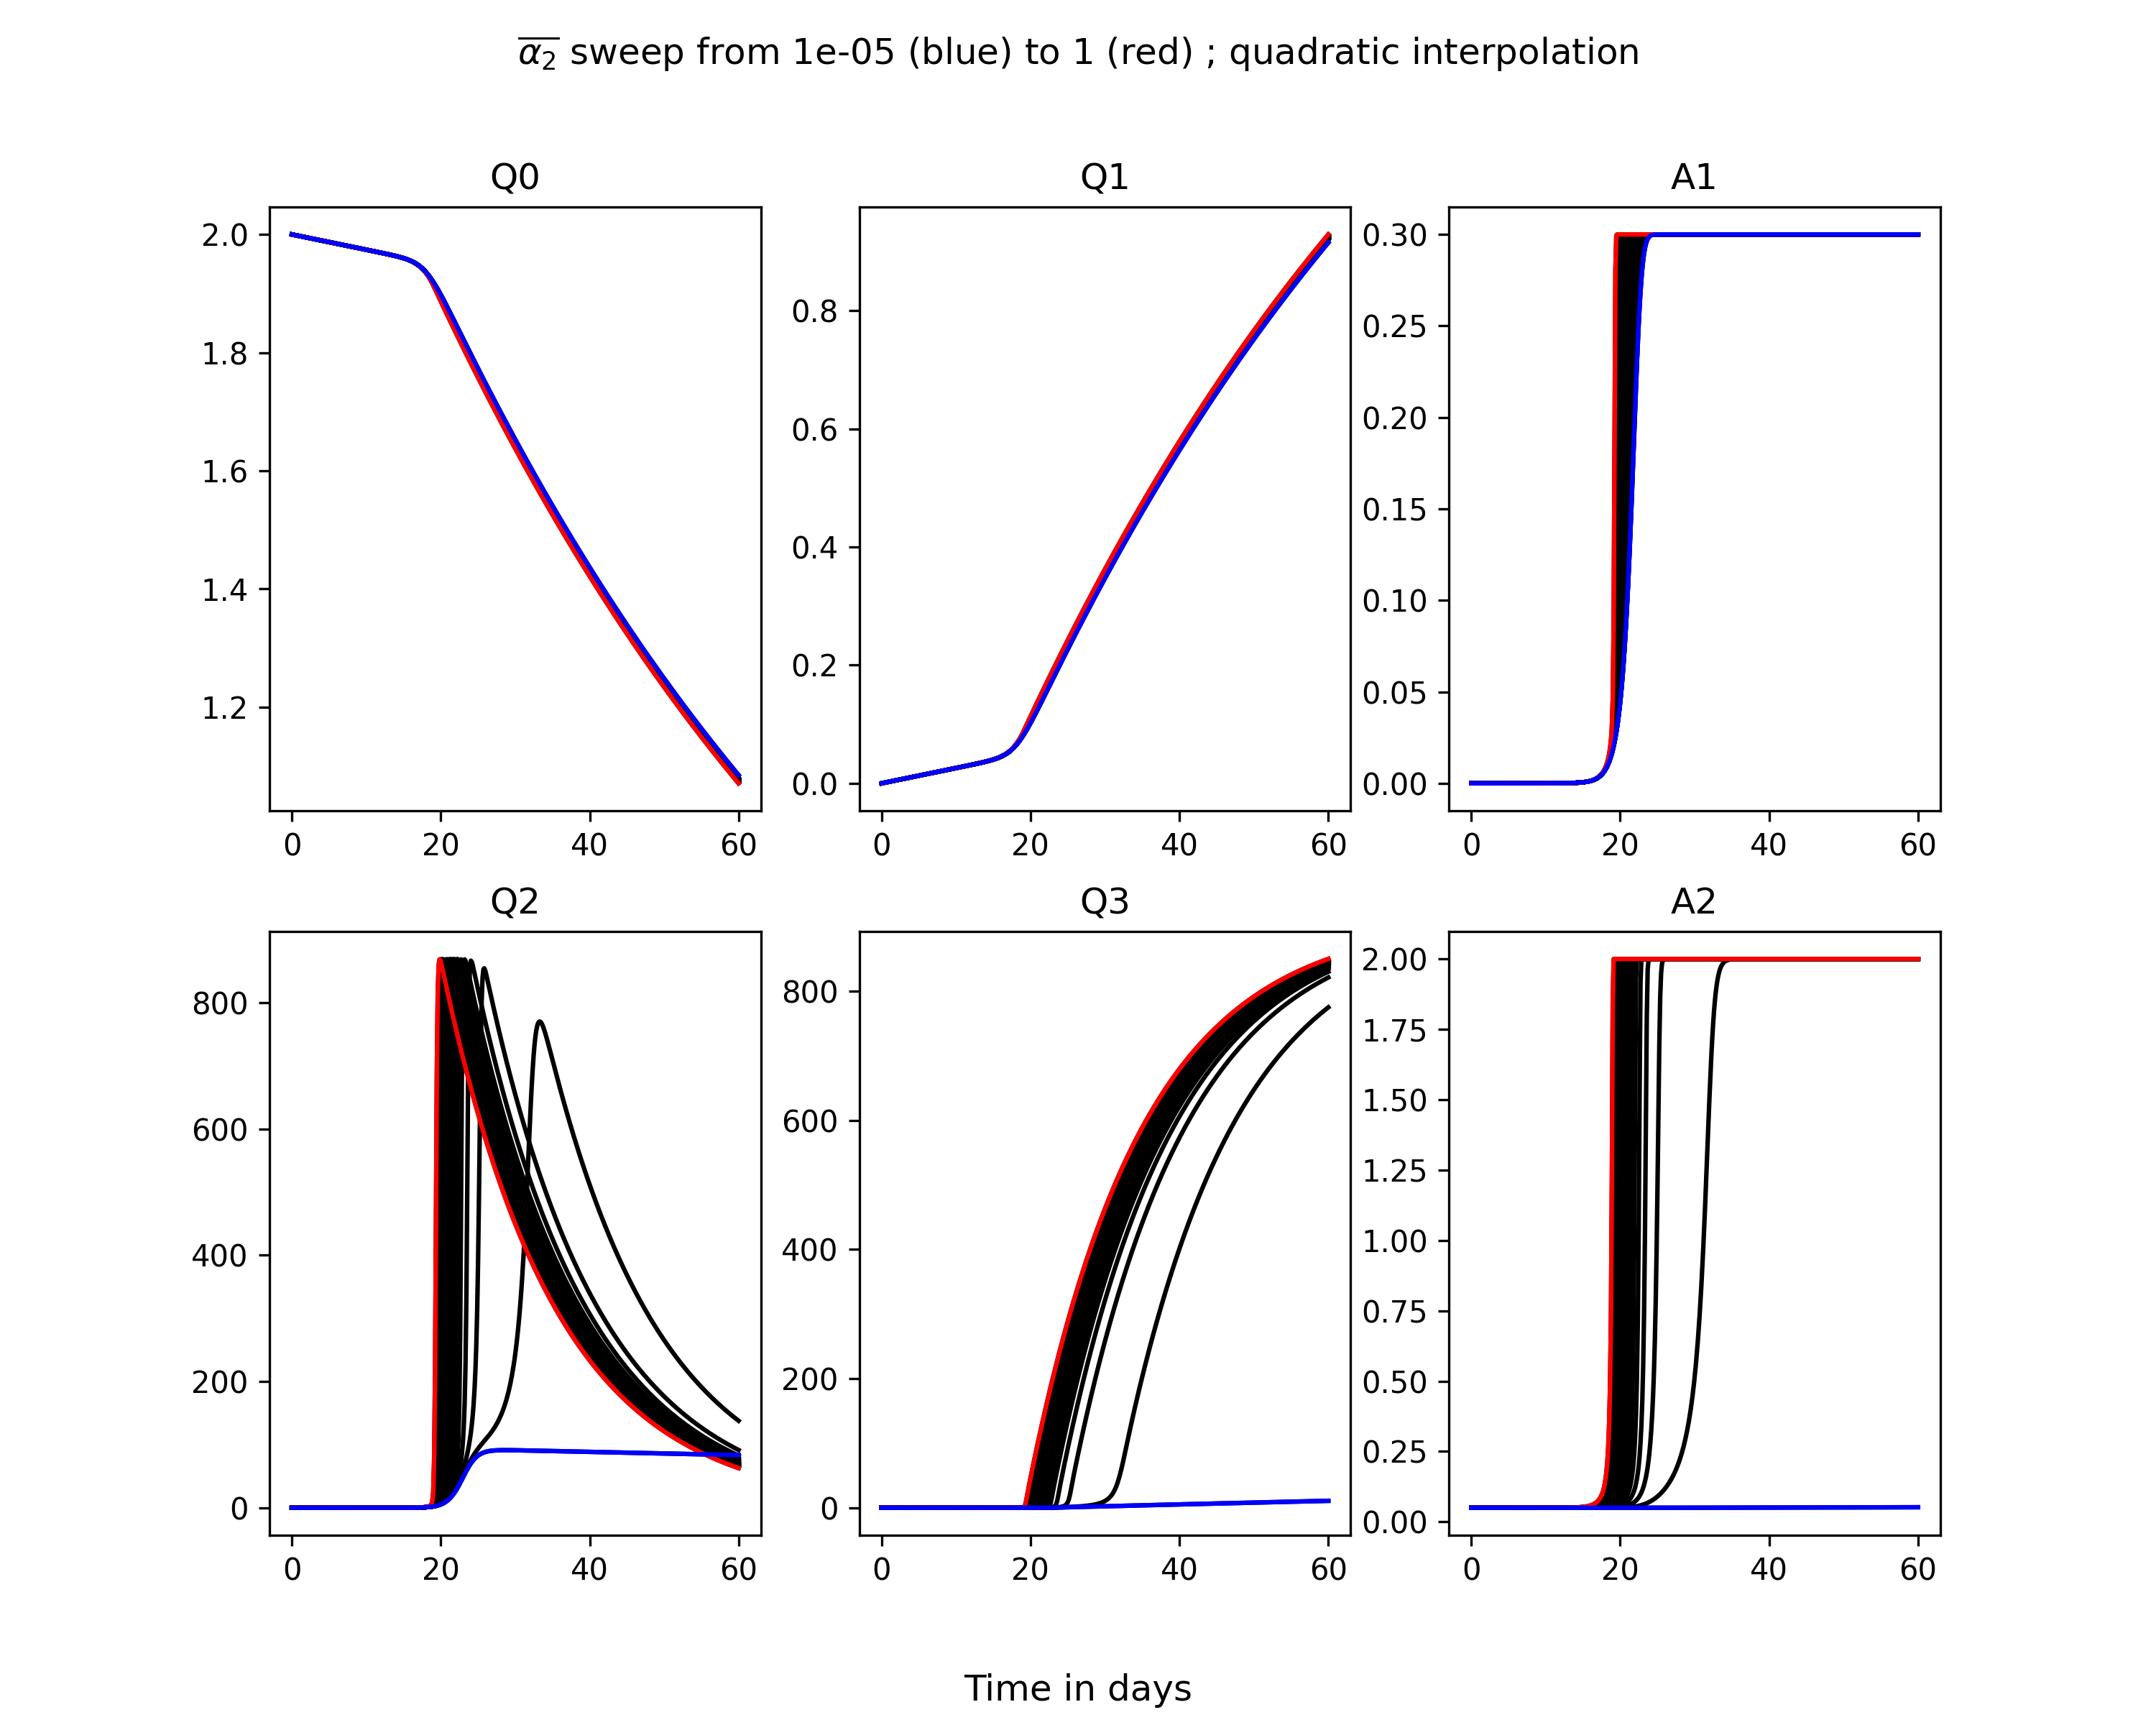 α₂ sweep from 1e-05 (blue) to 1 (red) ; quadratic interpolation
Q0
Q1
A1
2.0
1.8
1.6
1.4
1.2
0 20 40 60
0.8
0.6
0.4
0.2
0.0
0 20 40 60
0.30
0.25
0.20
0.15
0.10
0.05
0.00
0 20 40 60
Q2
Q3
A2
800
600
400
200
0
0 20 40 60
800
600
400
200
0
0 20 40 60
2.00
1.75
1.50
1.25
1.00
0.75
0.50
0.25
0.00
0 20 40 60
Time in days